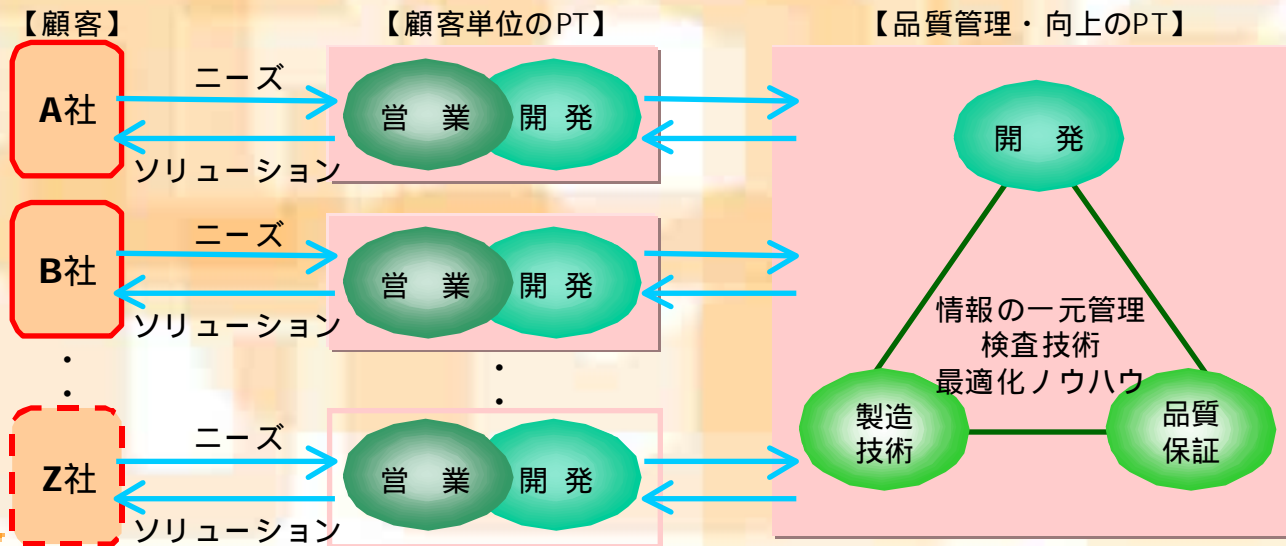 【顧客】
【顧客単位のPT】
【品質管理・向上のPT】
A社
ニーズ
ソリューション
営 業
開 発
B社
ニーズ
ソリューション
営 業
開 発
・
・
・
・
Z社
ニーズ
ソリューション
営 業
開 発
開 発
情報の一元管理
検査技術
最適化ノウハウ
製造
技術
品質
保証